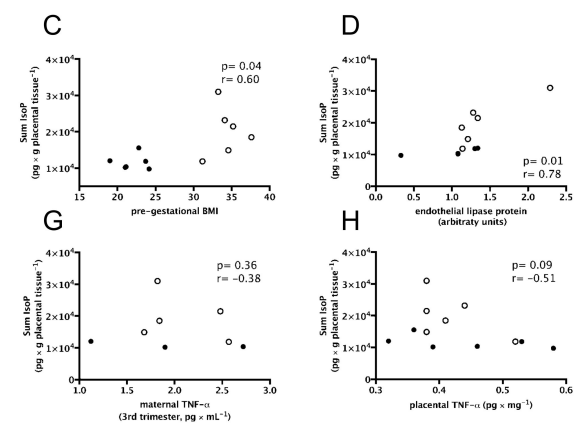 C
p= 0.04
r= 0.60
Sum IsoP
(pg × g placental tissue⁻¹)
4×10⁴
3×10⁴
2×10⁴
1×10⁴
15 20 25 30 35 40
pre-gestational BMI
D
Sum IsoP
(pg × g placental tissue⁻¹)
4×10⁴
3×10⁴
2×10⁴
1×10⁴
0
p= 0.01
r= 0.78
0.0 0.5 1.0 1.5 2.0 2.5
endothelial lipase protein
(arbitraty units)
G
p= 0.36
r= −0.38
Sum IsoP
(pg × g placental tissue⁻¹)
4×10⁴
3×10⁴
2×10⁴
1×10⁴
0
1.0 1.5 2.0 2.5 3.0
maternal TNF-α
(3rd trimester, pg × mL⁻¹)
H
p= 0.09
r= −0.51
Sum IsoP
(pg × g placental tissue⁻¹)
4×10⁴
3×10⁴
2×10⁴
1×10⁴
0
0.3 0.4 0.5 0.6
placental TNF-α (pg × mg⁻¹)